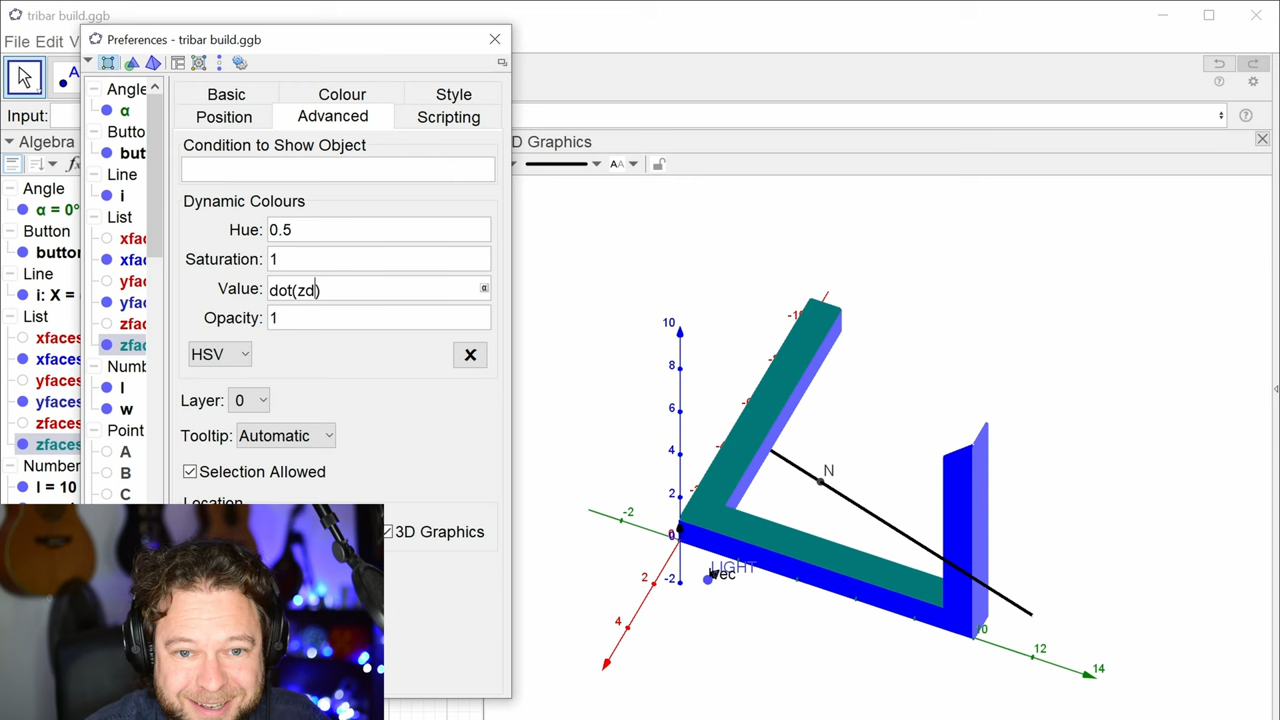 tribar build.ggb
File Edit V
Preferences - tribar build.ggb
A
Input:
Algebra
D Graphics
fx
AA
Angle
α = 0°
Button
button
Line
i: X =
List
xfaces
xfaces
yfaces
yfaces
zfaces
zfaces
Number
l = 10
Angle
α
Butto
but
Line
i
List
xfac
xfac
yfac
yfac
zfac
zfac
Numb
l
w
Point
A
B
C
Basic
Colour
Style
Position
Advanced
Scripting
Condition to Show Object
Dynamic Colours
Hue: 0.5
Saturation: 1
Value: dot(zd)
α
Opacity: 1
HSV
Layer: 0
Tooltip: Automatic
Selection Allowed
Location
3D Graphics
10
8
6
4
2
0
-2
-10
-2
2
4
N
LIGHT
vec
10
12
14